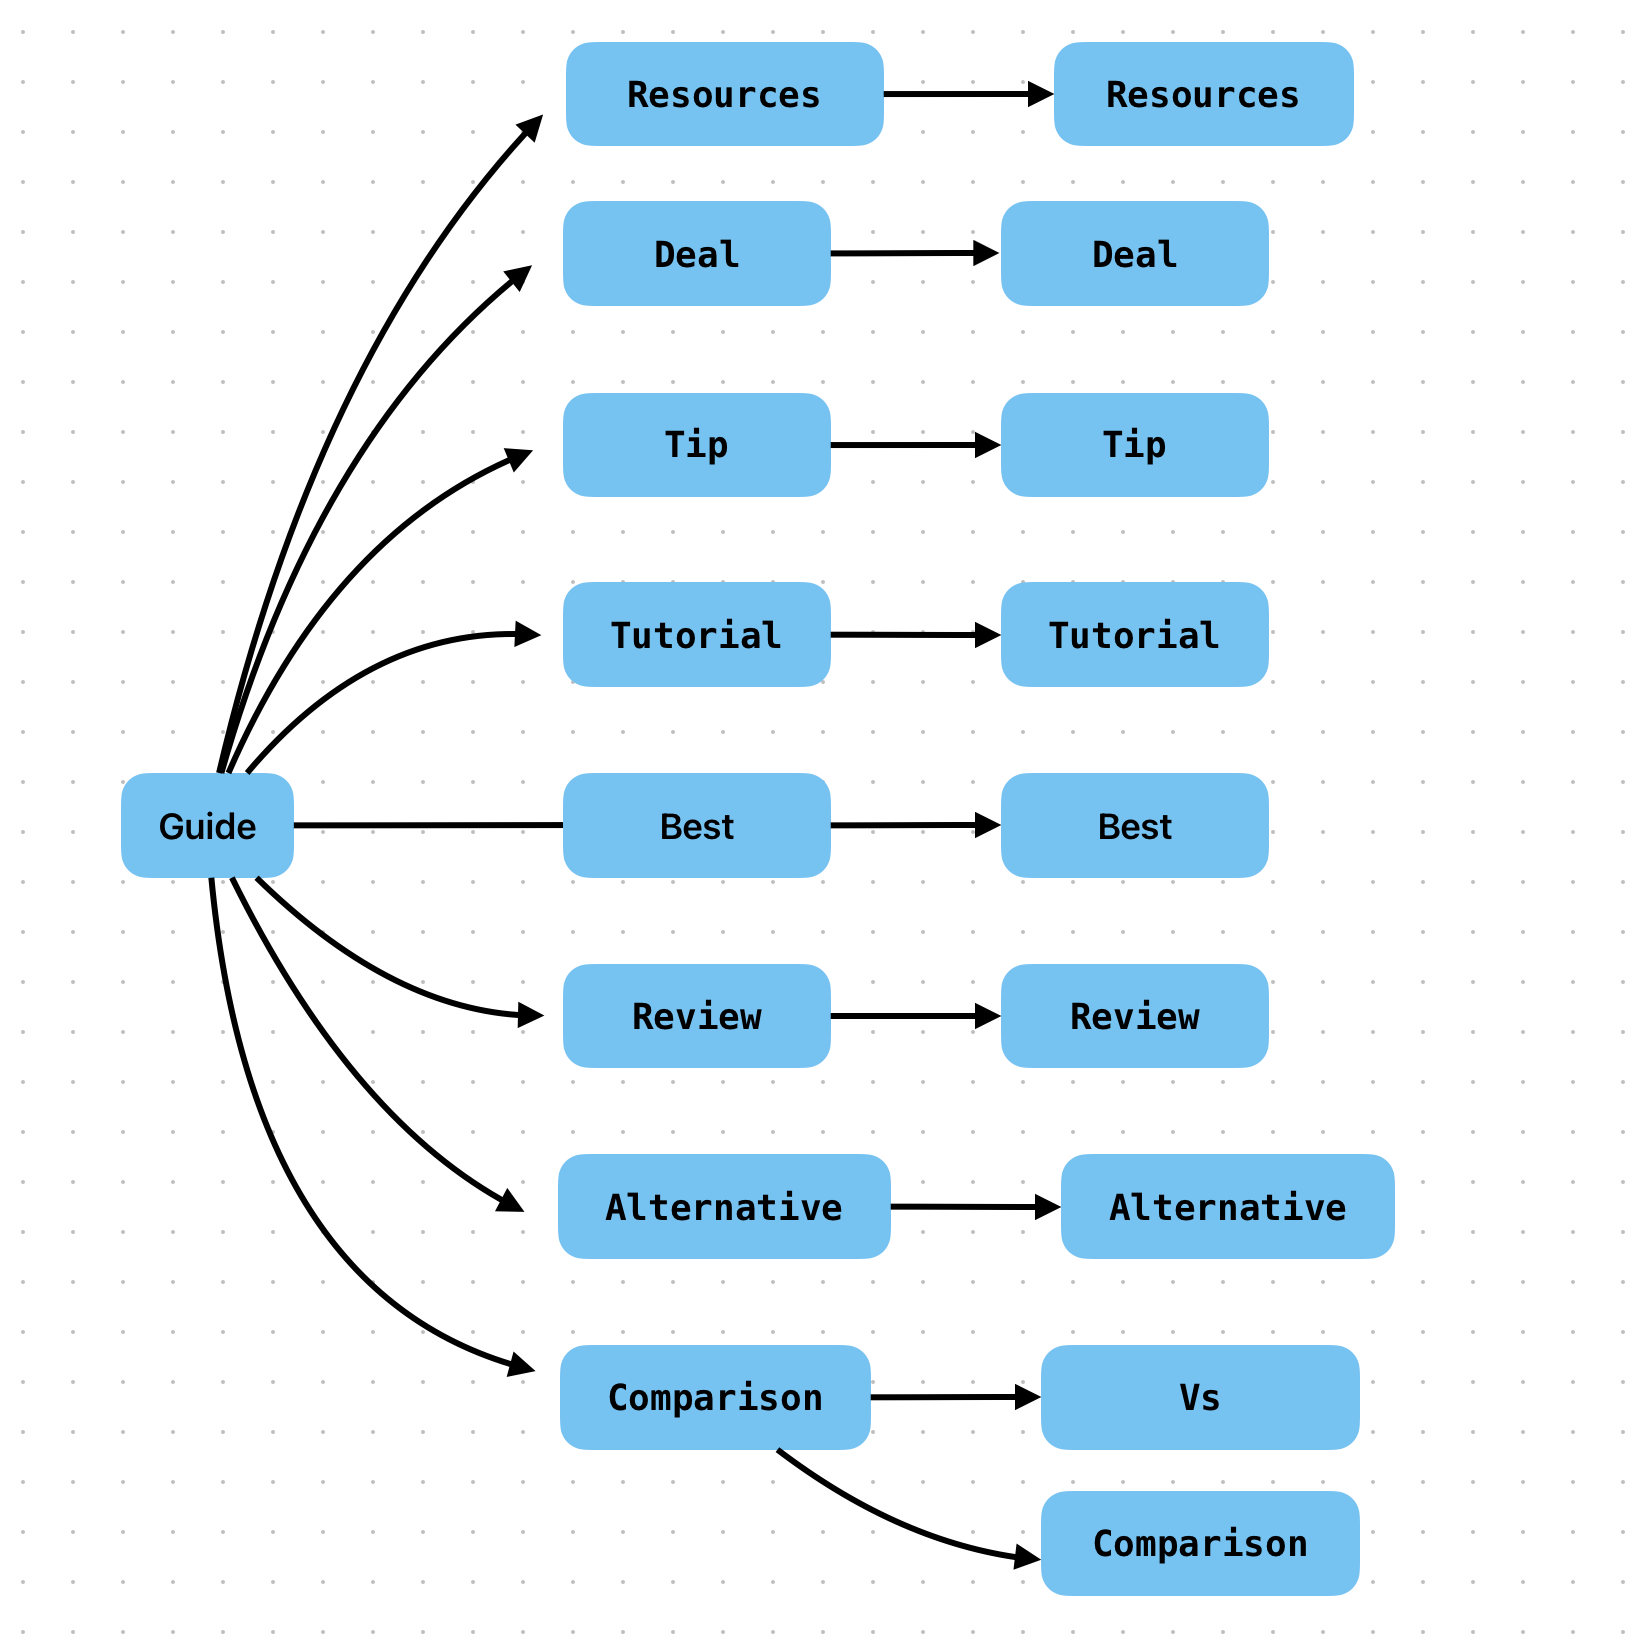 Resources
Resources
Deal
Deal
Tip
Tip
Tutorial
Tutorial
Guide
Best
Best
Review
Review
Alternative
Alternative
Comparison
Vs
Comparison